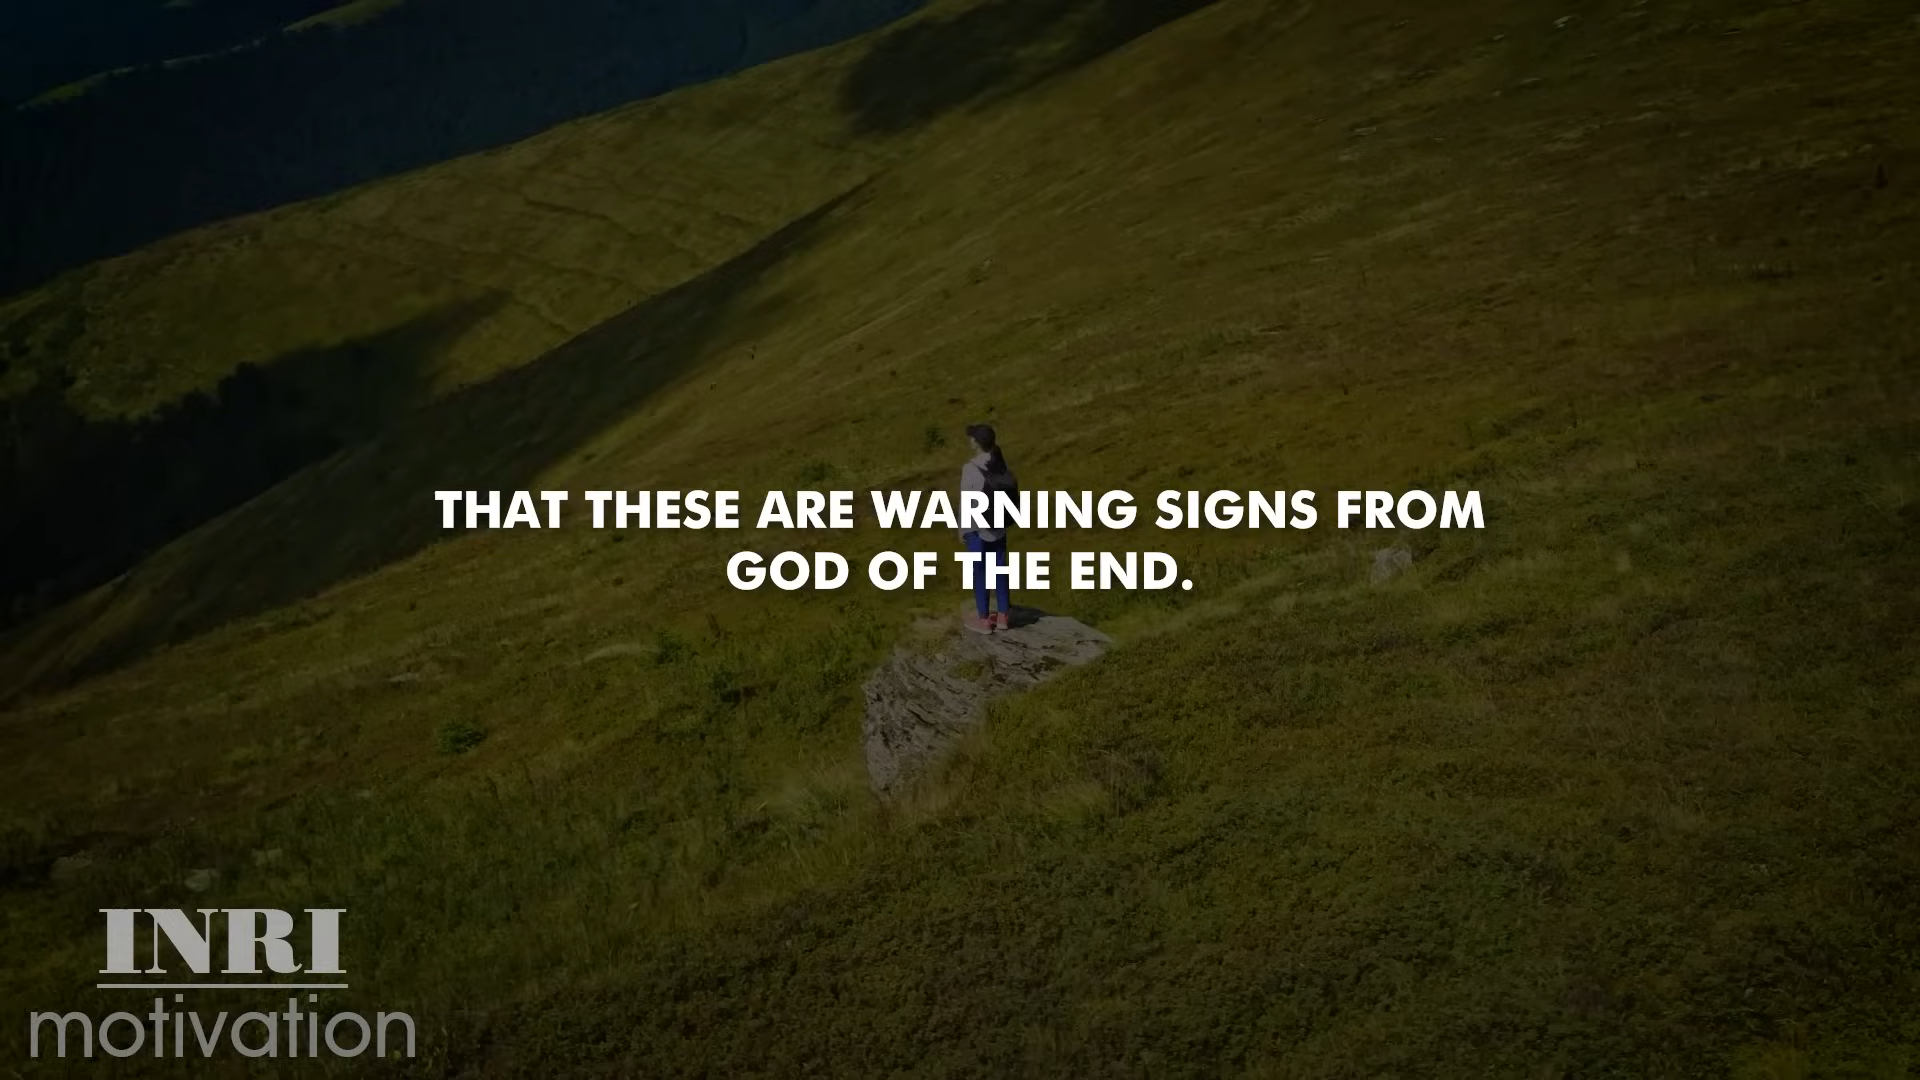 THAT THESE ARE WARNING SIGNS FROM
GOD OF THE END.
INRI
motivation